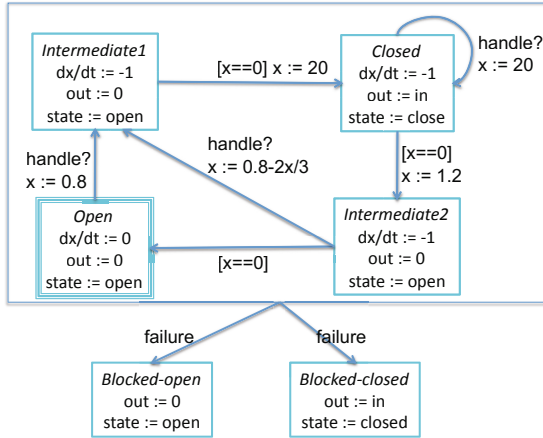 Intermediate1
dx/dt := -1
out := 0
state := open
[x==0] x := 20
Closed
dx/dt := -1
out := in
state := close
handle?
x := 20
handle?
x := 0.8
handle?
x := 0.8-2x/3
[x==0]
x := 1.2
Open
dx/dt := 0
out := 0
state := open
[x==0]
Intermediate2
dx/dt := -1
out := 0
state := open
failure
failure
Blocked-open
out := 0
state := open
Blocked-closed
out := in
state := closed